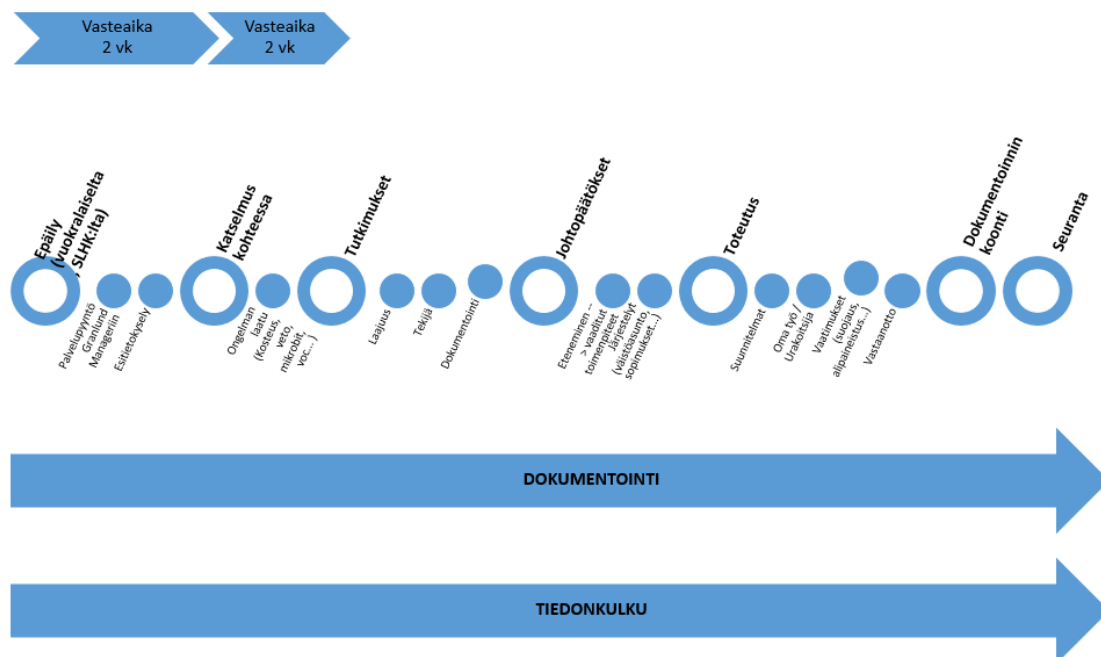 Vasteaika
2 vk
Vasteaika
2 vk
Epäily
(vuokralaiselta
, SLHK:lta)
Palvelupyyntö
Granlund
Manageriin
Esitietokysely
Katselmus
kohteessa
Ongelman
laatu
(Kosteus,
veto,
mikrobit,
voc… )
Tutkimukset
Laajuus
Tekijä
Dokumentointi
Johtopäätökset
Eteneminen --
> vaaditut
toimenpiteet
Järjestelyt
(väistöasunto,
sopimukset…)
Toteutus
Suunnitelmat
Oma työ /
Urakoitsija
Vaatimukset
(suojaus,
alipaineistus…)
Vastaanotto
Dokumentoinnin
koonti
Seuranta
DOKUMENTOINTI
TIEDONKULKU